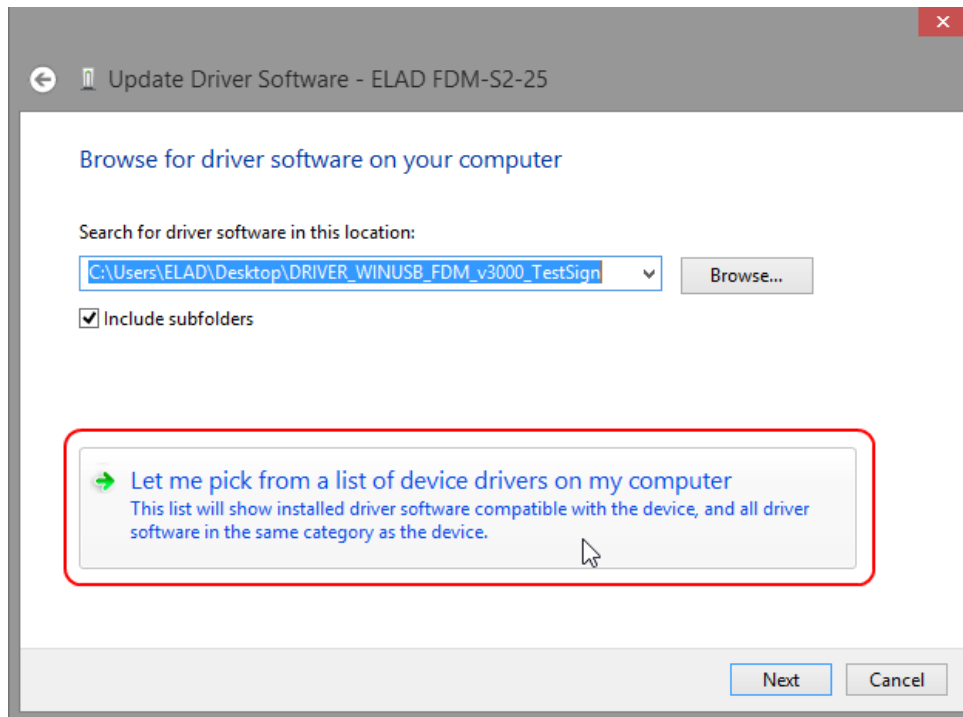 Update Driver Software - ELAD FDM-S2-25
Browse for driver software on your computer
Search for driver software in this location:
C:\Users\ELAD\Desktop\DRIVER_WINUSB_FDM_v3000_TestSign
Browse...
Include subfolders
Let me pick from a list of device drivers on my computer
This list will show installed driver software compatible with the device, and all driver
software in the same category as the device.
Next
Cancel